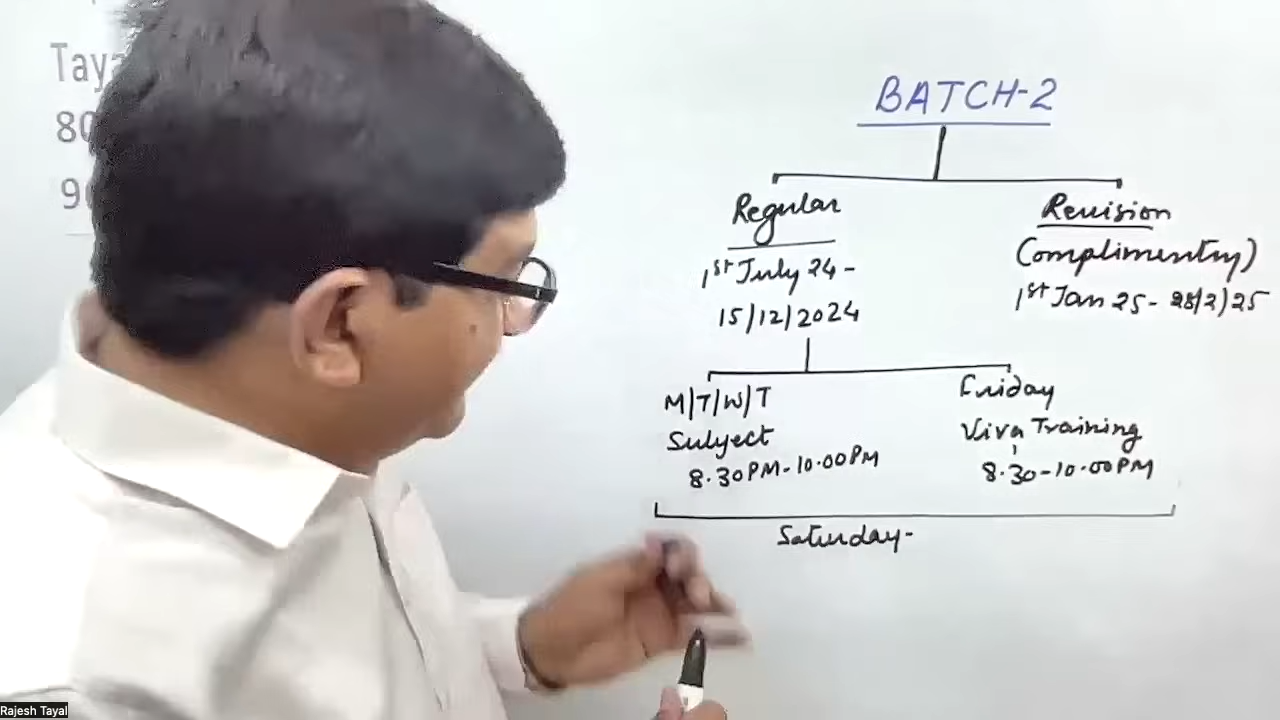 BATCH-2
Regular
1st July 24 -
15/12/2024
Revision
(Complimentry)
1st Jan 25 - 28/2/25
M/T/W/T
Subject
8.30PM-10.00PM
Friday
Viva Training
8.30-10.00PM
Saturday-
Rajesh Tayal